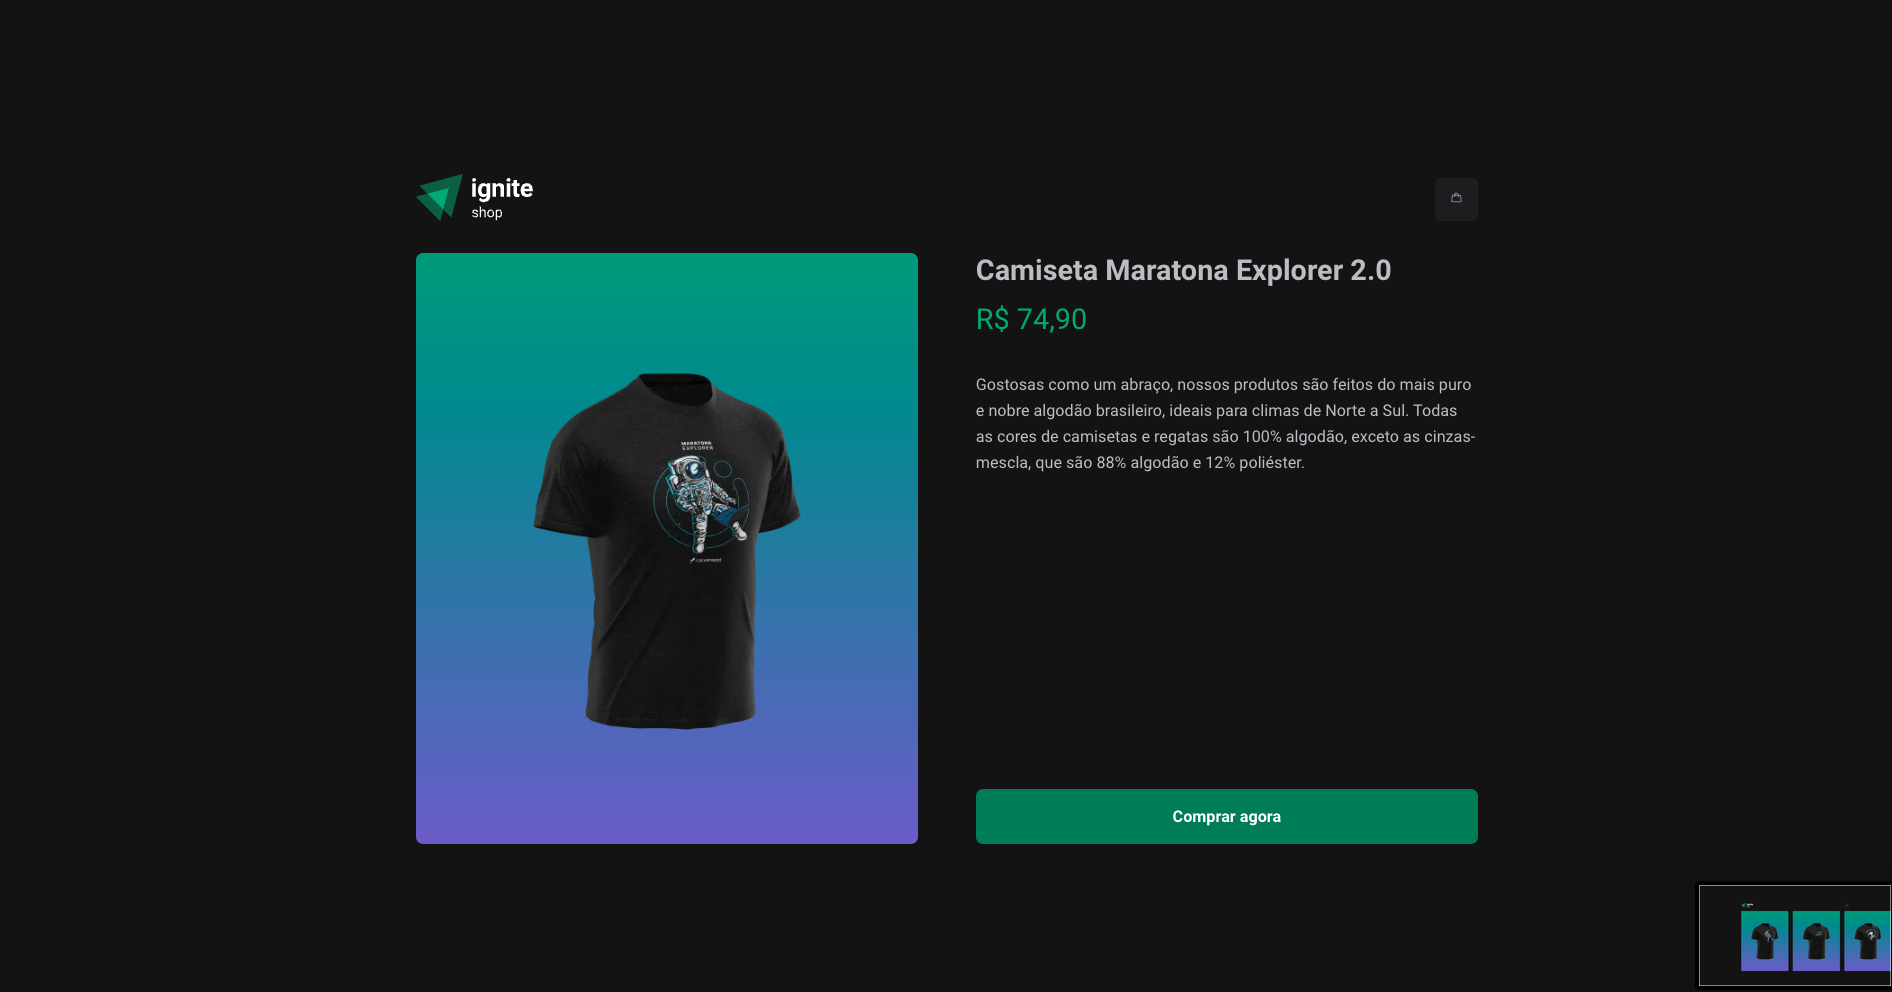 ignite
shop
Camiseta Maratona Explorer 2.0
R$ 74,90
Gostosas como um abraço, nossos produtos são feitos do mais puro
e nobre algodão brasileiro, ideais para climas de Norte a Sul. Todas
as cores de camisetas e regatas são 100% algodão, exceto as cinzas-
mescla, que são 88% algodão e 12% poliéster.
MARATONA
EXPLORER
Comprar agora